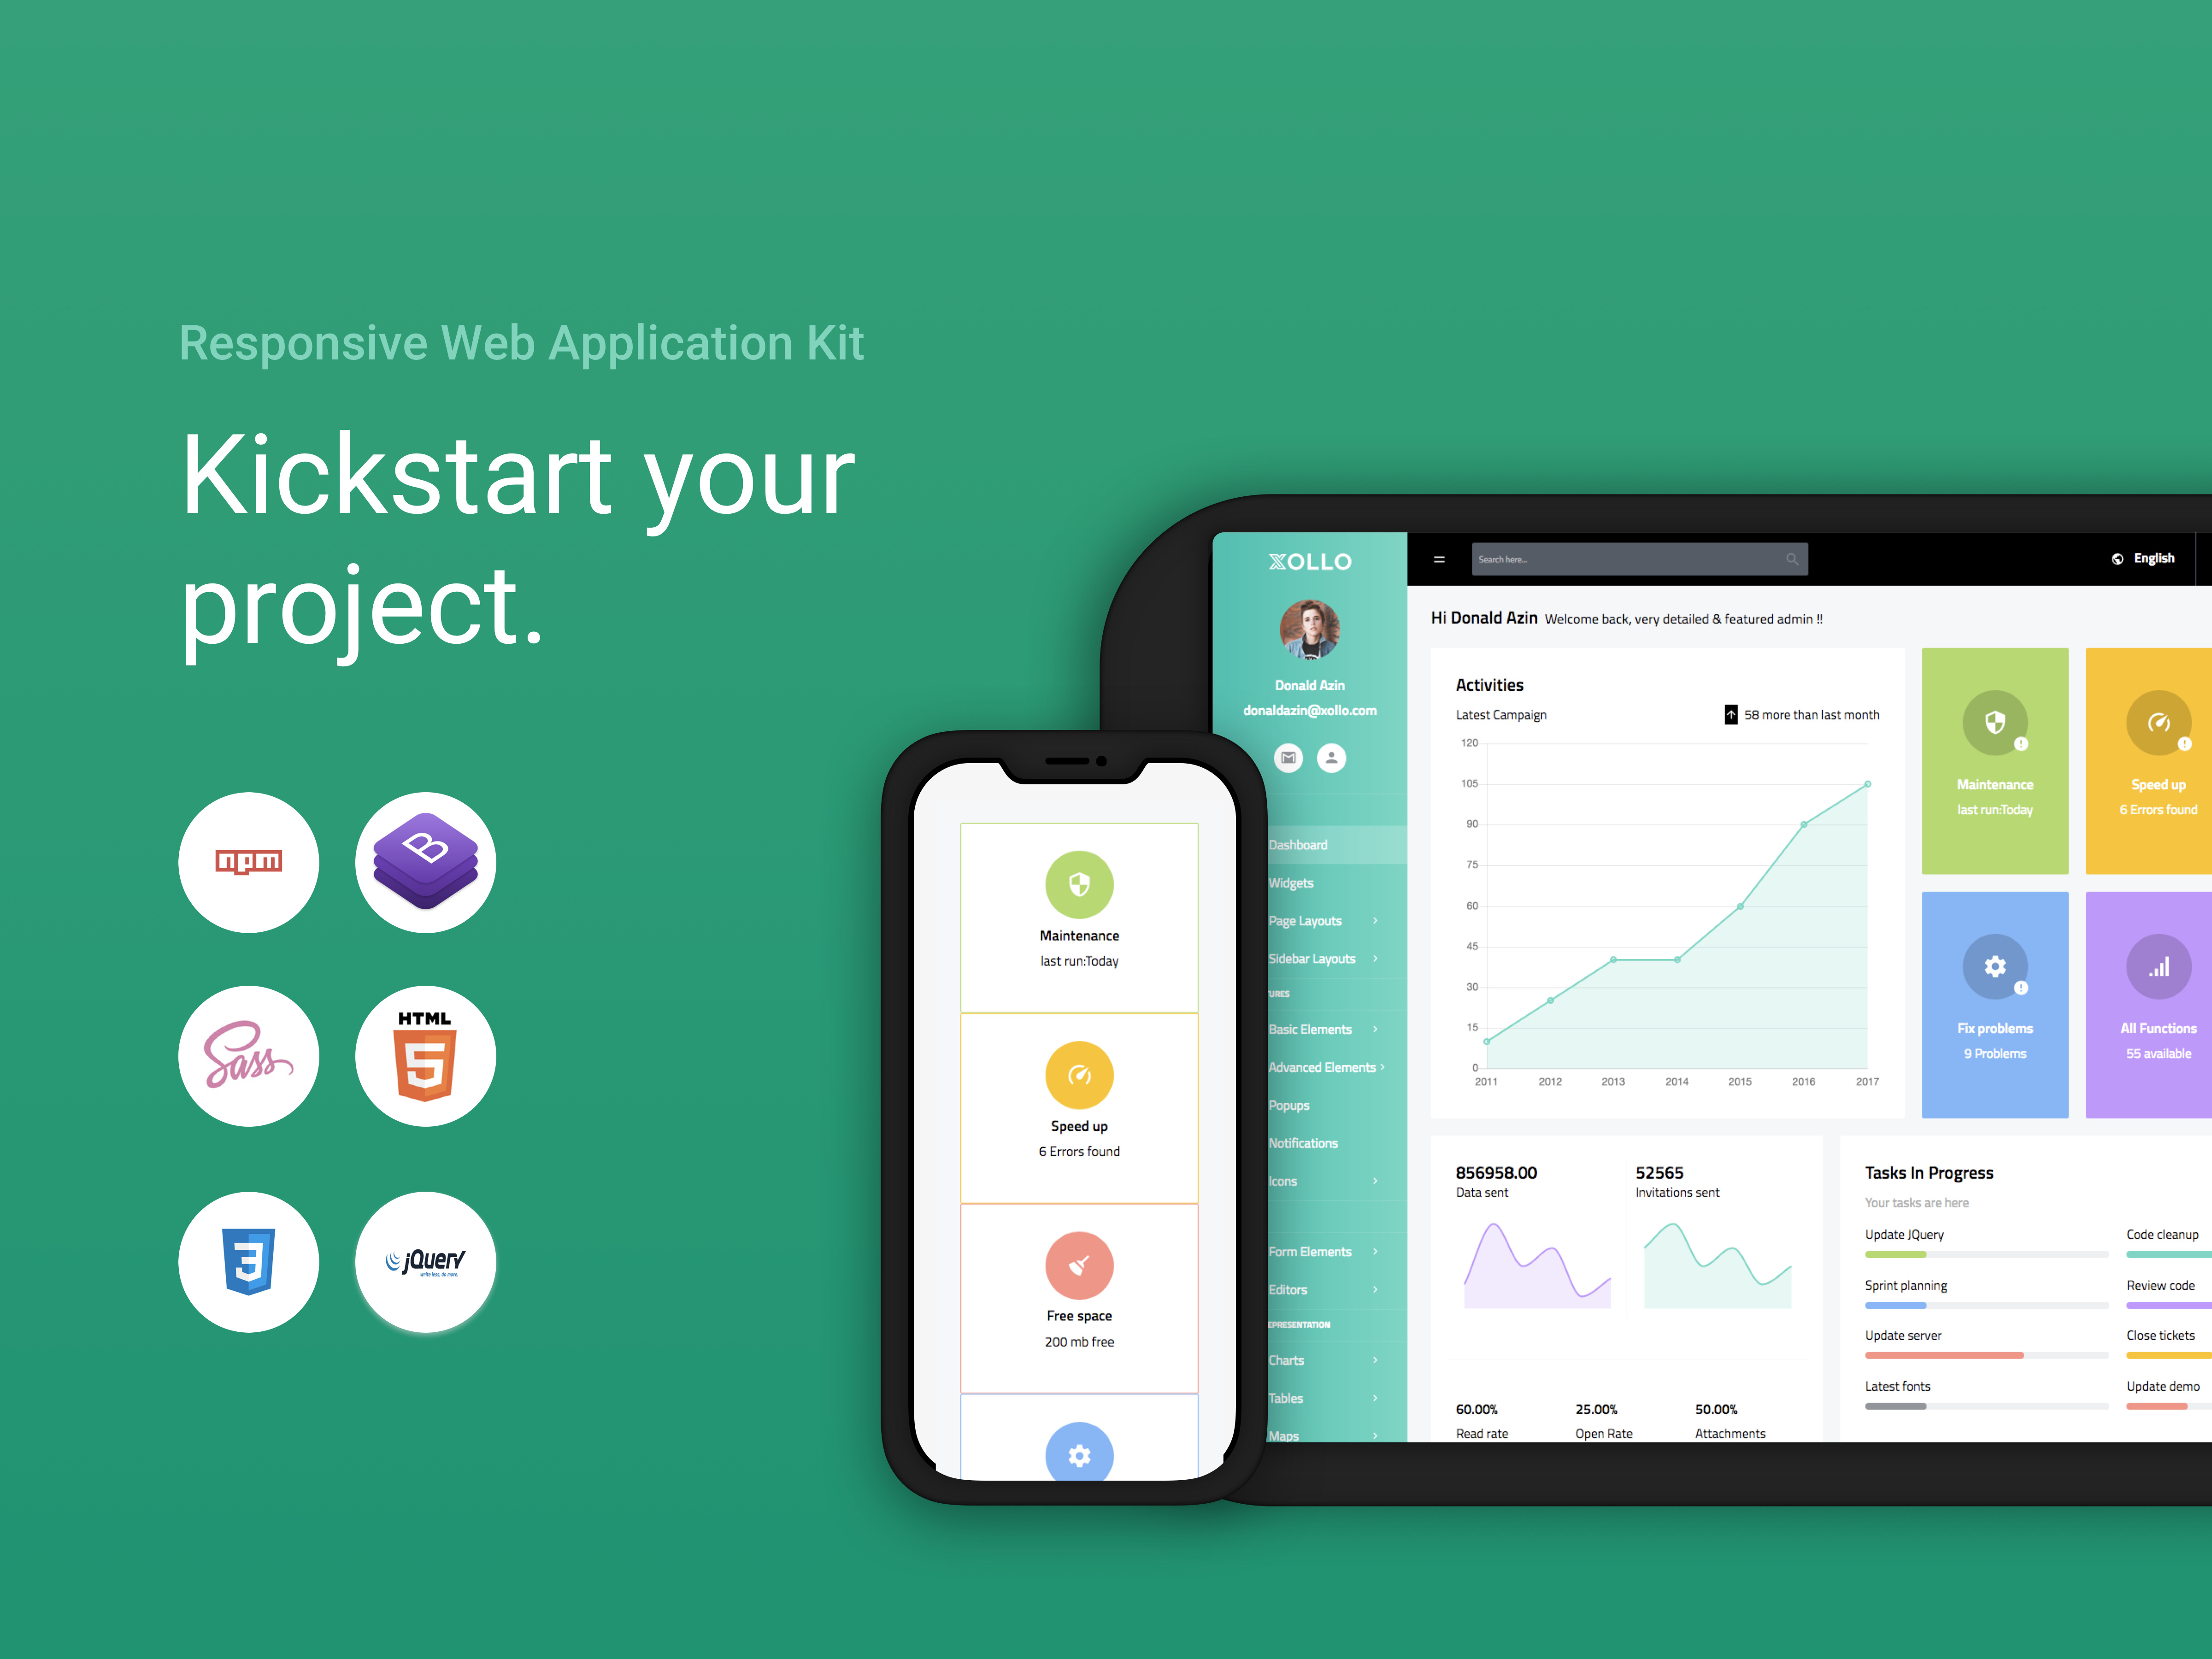 Responsive Web Application Kit
Kickstart your
project.
npm
B
Sass
HTML
5
3
jQuery
write less, do more.
Maintenance
last run:Today
Speed up
6 Errors found
Free space
200 mb free
XOLLO
Donald Azin
donaldazin@xollo.com
Dashboard
Widgets
Page Layouts
Sidebar Layouts
URES
Basic Elements
Advanced Elements
Popups
Notifications
Icons
Form Elements
Editors
EPRESENTATION
Charts
Tables
Maps
Search here...
English
Hi Donald Azin Welcome back, very detailed & featured admin !!
Activities
Latest Campaign
58 more than last month
120
105
90
75
60
45
30
15
0
2011 2012 2013 2014 2015 2016 2017
Maintenance
last run:Today
Speed up
6 Errors found
Fix problems
9 Problems
All Functions
55 available
856958.00
Data sent
52565
Invitations sent
60.00%
Read rate
25.00%
Open Rate
50.00%
Attachments
Tasks In Progress
Your tasks are here
Update JQuery
Code cleanup
Sprint planning
Review code
Update server
Close tickets
Latest fonts
Update demo